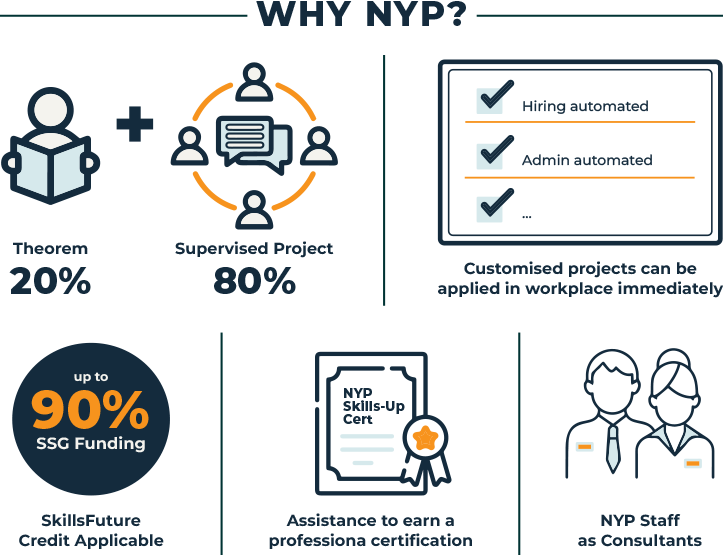 WHY NYP?
Theorem
20%
Supervised Project
80%
Hiring automated
Admin automated
...
Customised projects can be
applied in workplace immediately
up to
90%
SSG Funding
SkillsFuture
Credit Applicable
NYP
Skills-Up
Cert
Assistance to earn a
professiona certification
NYP Staff
as Consultants